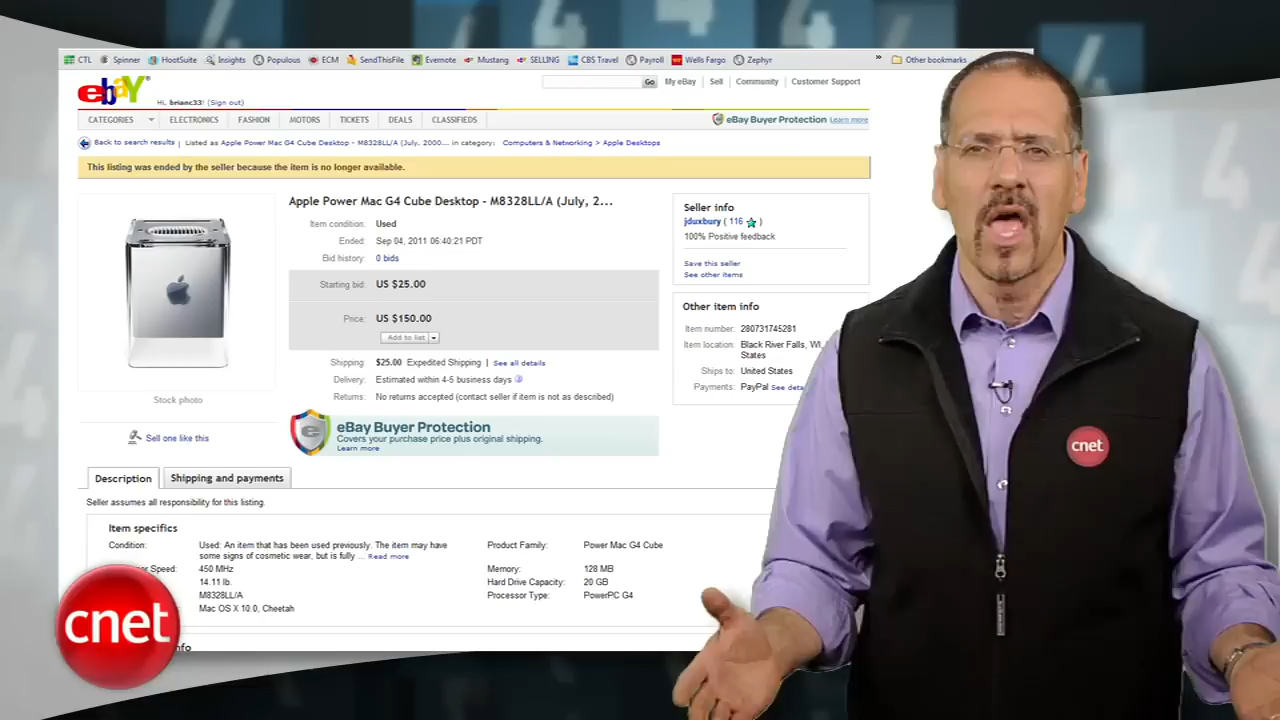 CTL Spinner HootSuite Insights Populous ECM SendThisFile Evernote Mustang SELLING CBS Travel Payroll Wells Fargo Zephyr » Other bookmarks
ebay Go My eBay Sell Community Customer Support
Hi, brianc33! (Sign out)
CATEGORIES ELECTRONICS FASHION MOTORS TICKETS DEALS CLASSIFIEDS eBay Buyer Protection Learn more
Back to search results | Listed as Apple Power Mac G4 Cube Desktop - M8328LL/A (July, 2000... in category: Computers & Networking > Apple Desktops
This listing was ended by the seller because the item is no longer available.
Apple Power Mac G4 Cube Desktop - M8328LL/A (July, 2...
Item condition: Used
Ended: Sep 04, 2011 06:40:21 PDT
Bid history: 0 bids
Starting bid: US $25.00
Price: US $150.00
Add to list
Shipping: $25.00 Expedited Shipping | See all details
Delivery: Estimated within 4-5 business days
Returns: No returns accepted (contact seller if item is not as described)
e eBay Buyer Protection
Covers your purchase price plus original shipping.
Learn more
Stock photo
Sell one like this
Seller info
jduxbury ( 116 )
100% Positive feedback
Save this seller
See other items
Other item info
Item number: 280731745281
Item location: Black River Falls, WI,
States
Ships to: United States
Payments: PayPal See deta
Description Shipping and payments
Seller assumes all responsibility for this listing.
Item specifics
Condition: Used: An item that has been used previously. The item may have
some signs of cosmetic wear, but is fully ... Read more
Product Family: Power Mac G4 Cube
Speed: 450 MHz Memory: 128 MB
14.11 lb. Hard Drive Capacity: 20 GB
M8328LL/A Processor Type: PowerPC G4
Mac OS X 10.0, Cheetah
cnet
cnet
4
4
4
4